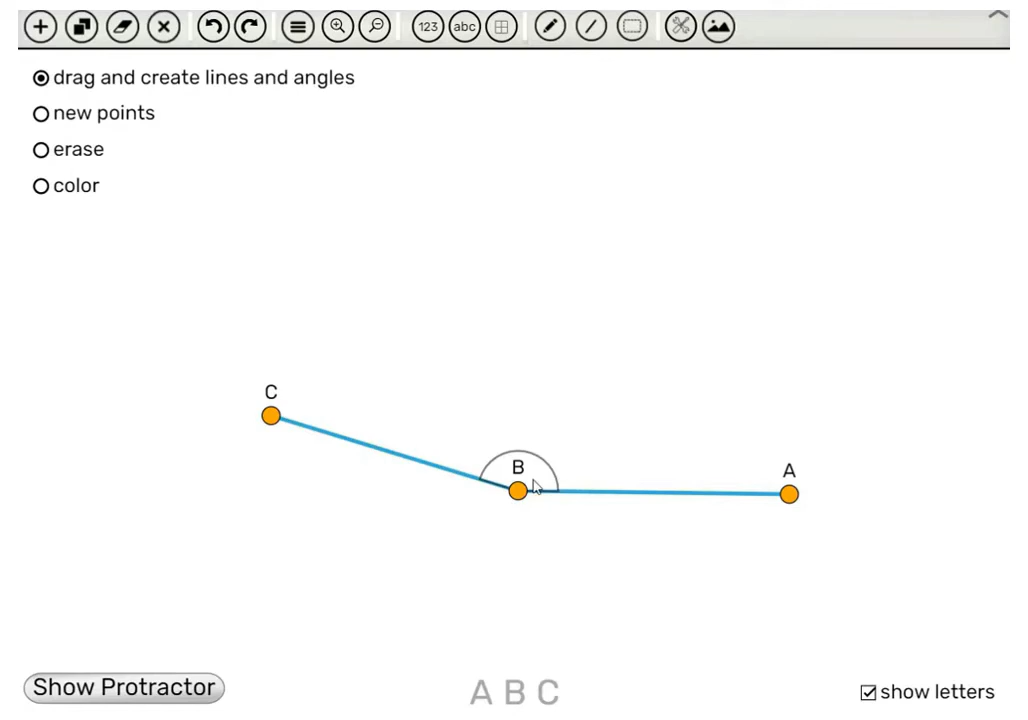 123 abc
drag and create lines and angles
new points
erase
color
C
B
A
Show Protractor
A B C
show letters